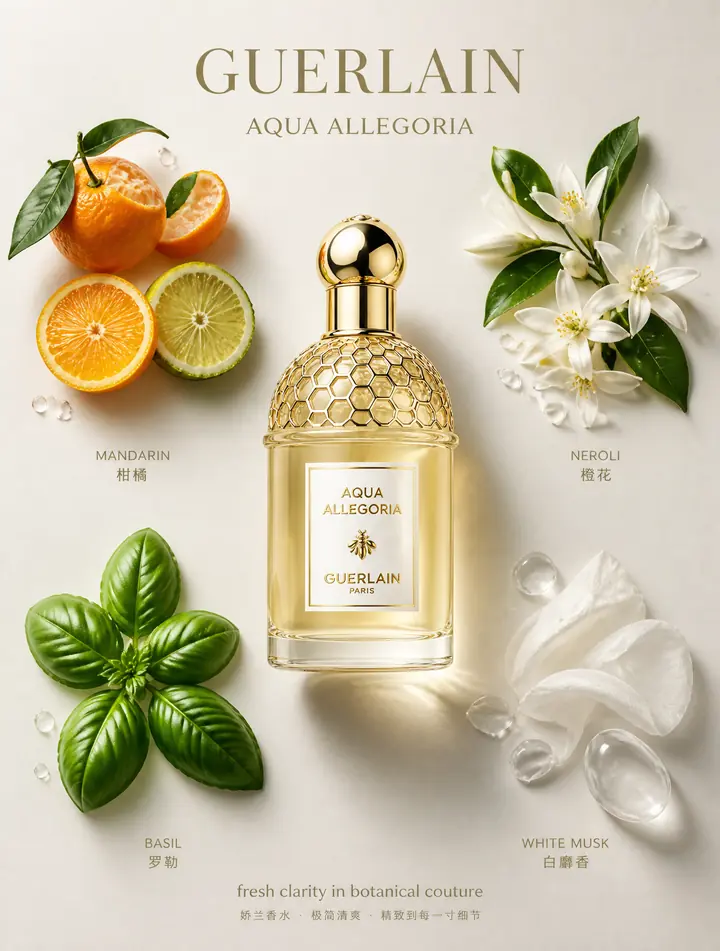 GUERLAIN
AQUA ALLEGORIA
MANDARIN
柑橘
NEROLI
橙花
AQUA
ALLEGORIA
GUERLAIN
PARIS
BASIL
罗勒
WHITE MUSK
白麝香
fresh clarity in botanical couture
娇兰香水 · 极简清爽 · 精致到每一寸细节